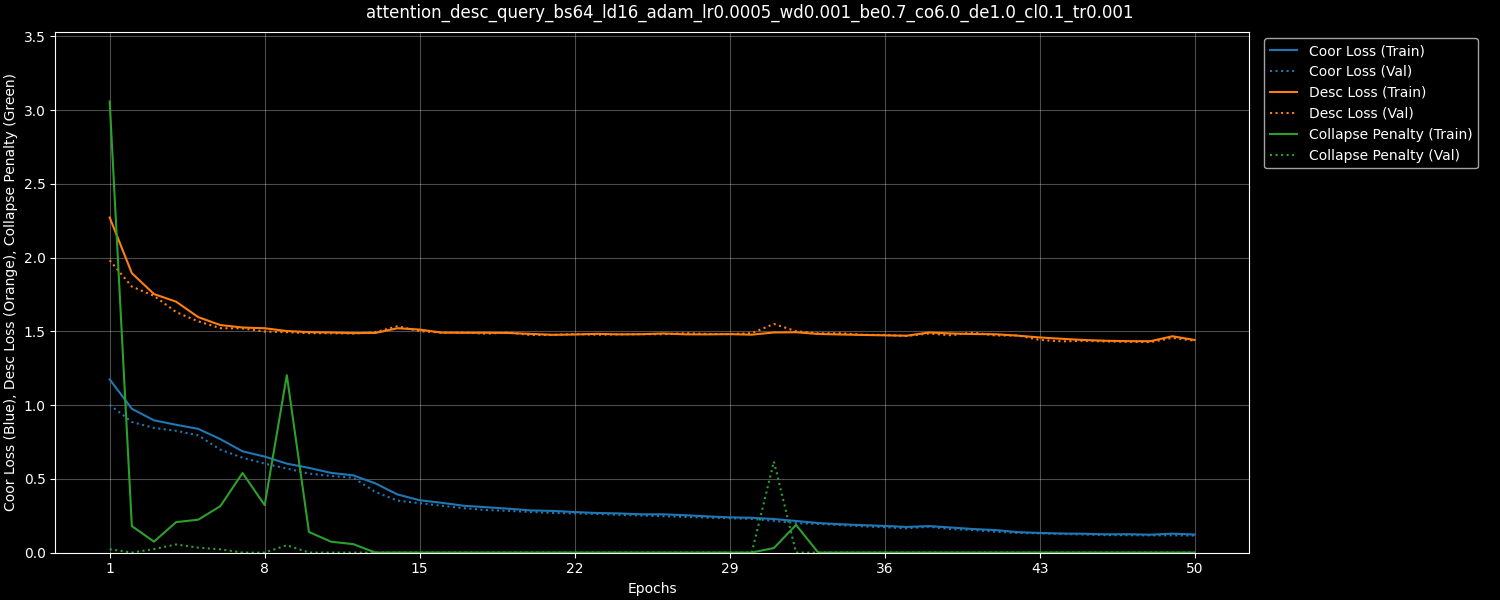 attention_desc_query_bs64_ld16_adam_lr0.0005_wd0.001_be0.7_co6.0_de1.0_cl0.1_tr0.001
Coor Loss (Blue), Desc Loss (Orange), Collapse Penalty (Green)
3.5
3.0
2.5
2.0
1.5
1.0
0.5
0.0
1
8
15
22
29
36
43
50
Epochs
Coor Loss (Train)
Coor Loss (Val)
Desc Loss (Train)
Desc Loss (Val)
Collapse Penalty (Train)
Collapse Penalty (Val)